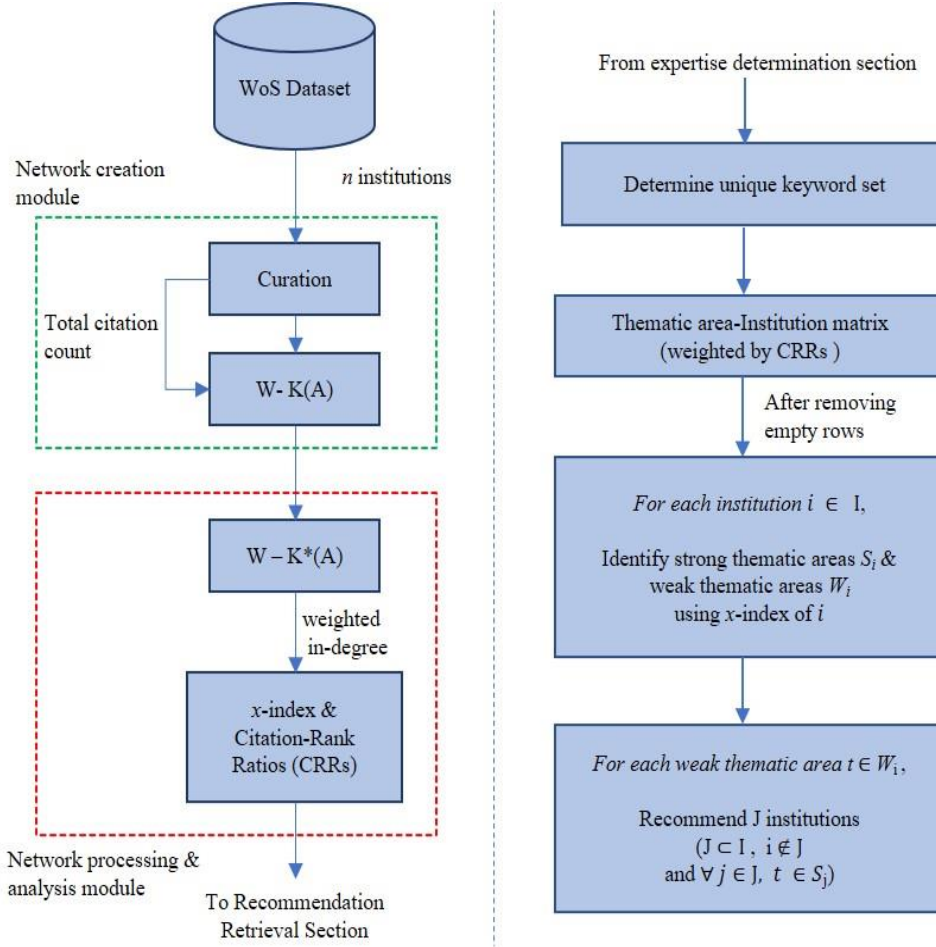 WoS Dataset
n institutions
Network creation
module
Curation
Total citation
count
W- K(A)
W – K*(A)
weighted
in-degree
x-index &
Citation-Rank
Ratios (CRRs)
Network processing &
analysis module
To Recommendation
Retrieval Section
From expertise determination section
Determine unique keyword set
Thematic area-Institution matrix
(weighted by CRRs )
After removing
empty rows
For each institution i ∈ I,
Identify strong thematic areas Sᵢ &
weak thematic areas Wᵢ
using x-index of i
For each weak thematic area t ∈ Wᵢ,
Recommend J institutions
(J ⊂ I , i ∉ J
and ∀ j ∈ J, t ∈ Sⱼ)